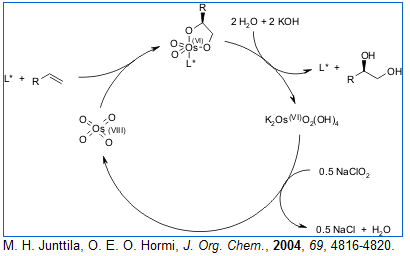 R
O
O (VI)
O=Os-O
O
L*
2 H2O + 2 KOH
L* + R
L* +
OH
R
OH
O O
Os (VIII)
O O
K2Os(VI)O2(OH)4
0.5 NaClO2
0.5 NaCl + H2O
M. H. Junttila, O. E. O. Hormi, J. Org. Chem., 2004, 69, 4816-4820.